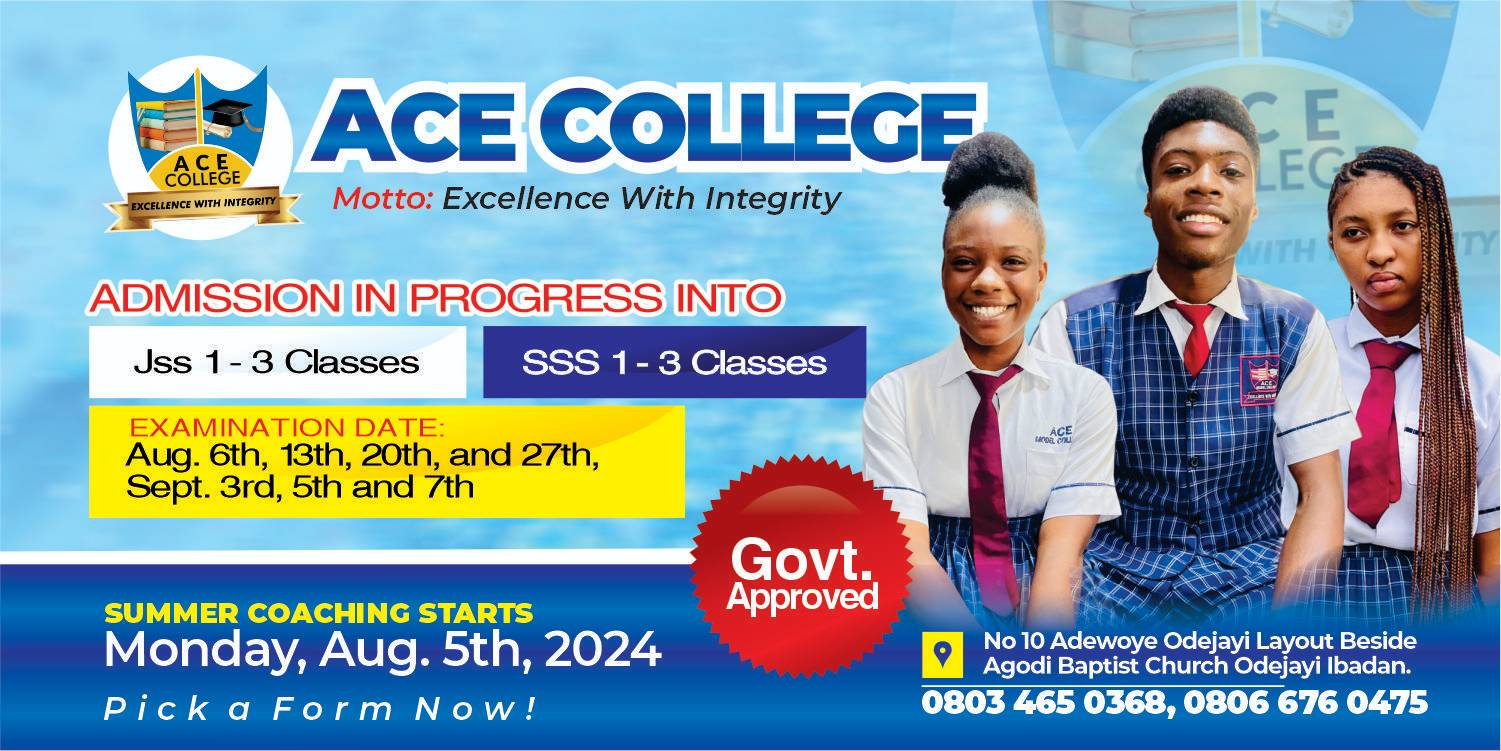 ACE
COLLEGE
EXCELLENCE WITH INTEGRITY
ACE COLLEGE
Motto: Excellence With Integrity
ADMISSION IN PROGRESS INTO
Jss 1 - 3 Classes
SSS 1 - 3 Classes
EXAMINATION DATE:
Aug. 6th, 13th, 20th, and 27th,
Sept. 3rd, 5th and 7th
Govt.
Approved
SUMMER COACHING STARTS
Monday, Aug. 5th, 2024
Pick a Form Now!
No 10 Adewoye Odejayi Layout Beside
Agodi Baptist Church Odejayi Ibadan.
0803 465 0368, 0806 676 0475
ACE
ACE